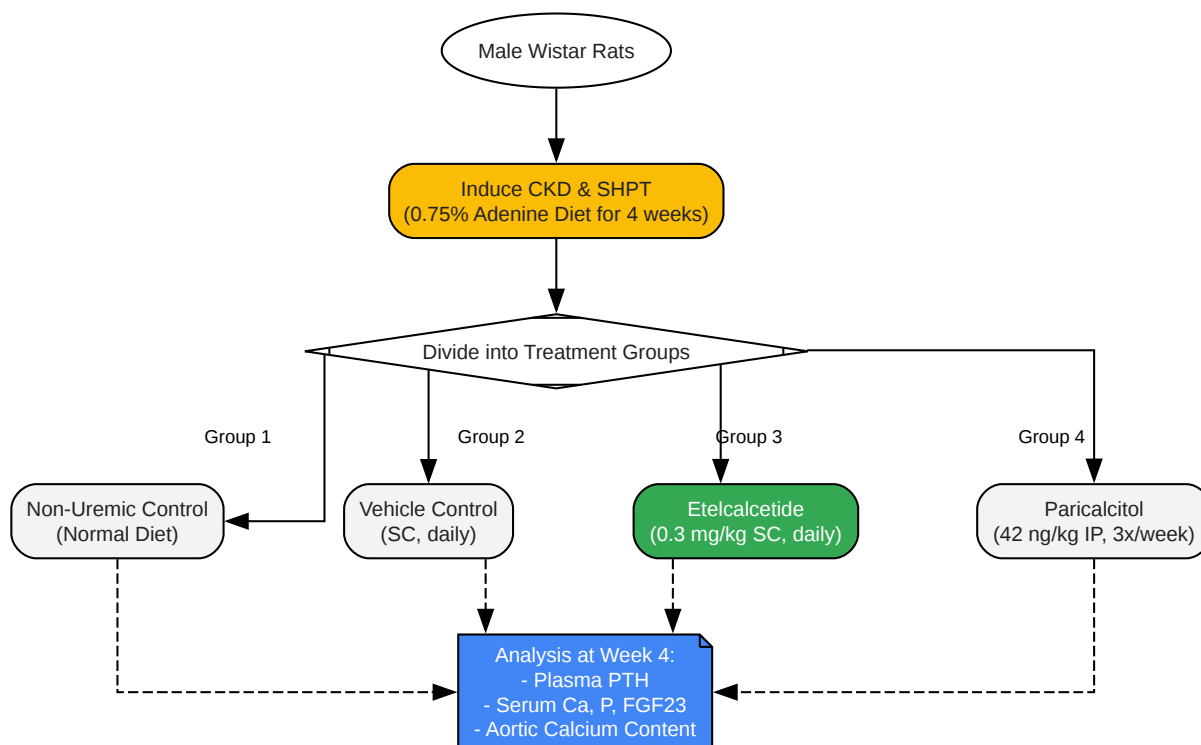 Male Wistar Rats
Induce CKD & SHPT
(0.75% Adenine Diet for 4 weeks)
Divide into Treatment Groups
Group 1
Group 2
Group 3
Group 4
Non-Uremic Control
(Normal Diet)
Vehicle Control
(SC, daily)
Etelcalcetide
(0.3 mg/kg SC, daily)
Paricalcitol
(42 ng/kg IP, 3x/week)
Analysis at Week 4:
- Plasma PTH
- Serum Ca, P, FGF23
- Aortic Calcium Content